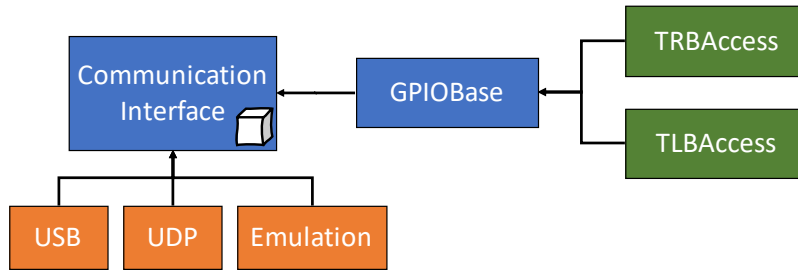 TRBAccess
Communication
Interface
GPIOBase
TLBAccess
USB
UDP
Emulation